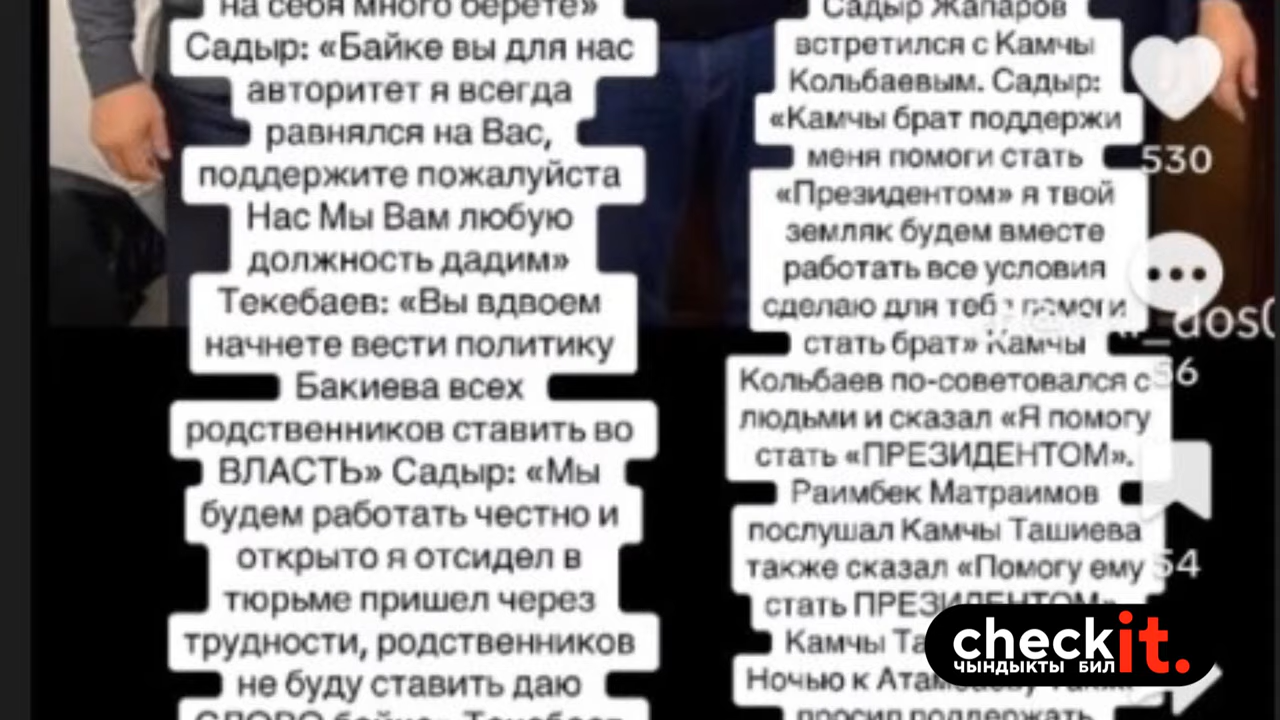 на себя много берете»
Садыр: «Байке вы для нас
авторитет я всегда
равнялся на Вас,
поддержите пожалуйста
Нас Мы Вам любую
должность дадим»
Текебаев: «Вы вдвоем
начнете вести политику
Бакиева всех
родственников ставить во
ВЛАСТЬ» Садыр: «Мы
будем работать честно и
открыто я отсидел в
тюрьме пришел через
трудности, родственников
не буду ставить даю
Садыр Жапаров
встретился с Камчы
Кольбаевым. Садыр:
«Камчы брат поддержи
меня помоги стать
«Президентом» я твой
земляк будем вместе
работать все условия
сделаю для
стать брат» Камчы
Кольбаев по-советовался с
людьми и сказал «Я помогу
стать «ПРЕЗИДЕНТОМ».
Раимбек Матраимов
послушал Камчы Ташиева
также сказал «Помогу ему
стать ПРЕЗИДЕНТОМ»
Камчы
Ночью к
просил поддержать
530
56
54
checkit.
ЧЫНДЫКТЫ БИЛ